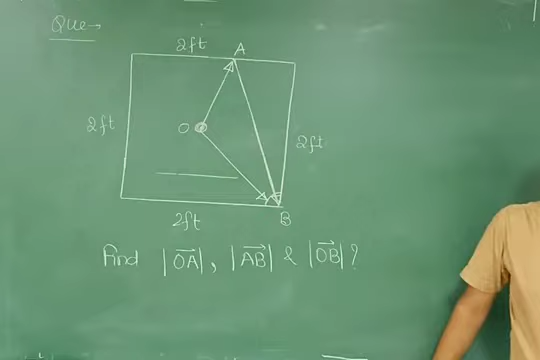 Que→
2ft A
O
2ft
2ft
2ft B
Find |OA|, |AB| & |OB|?